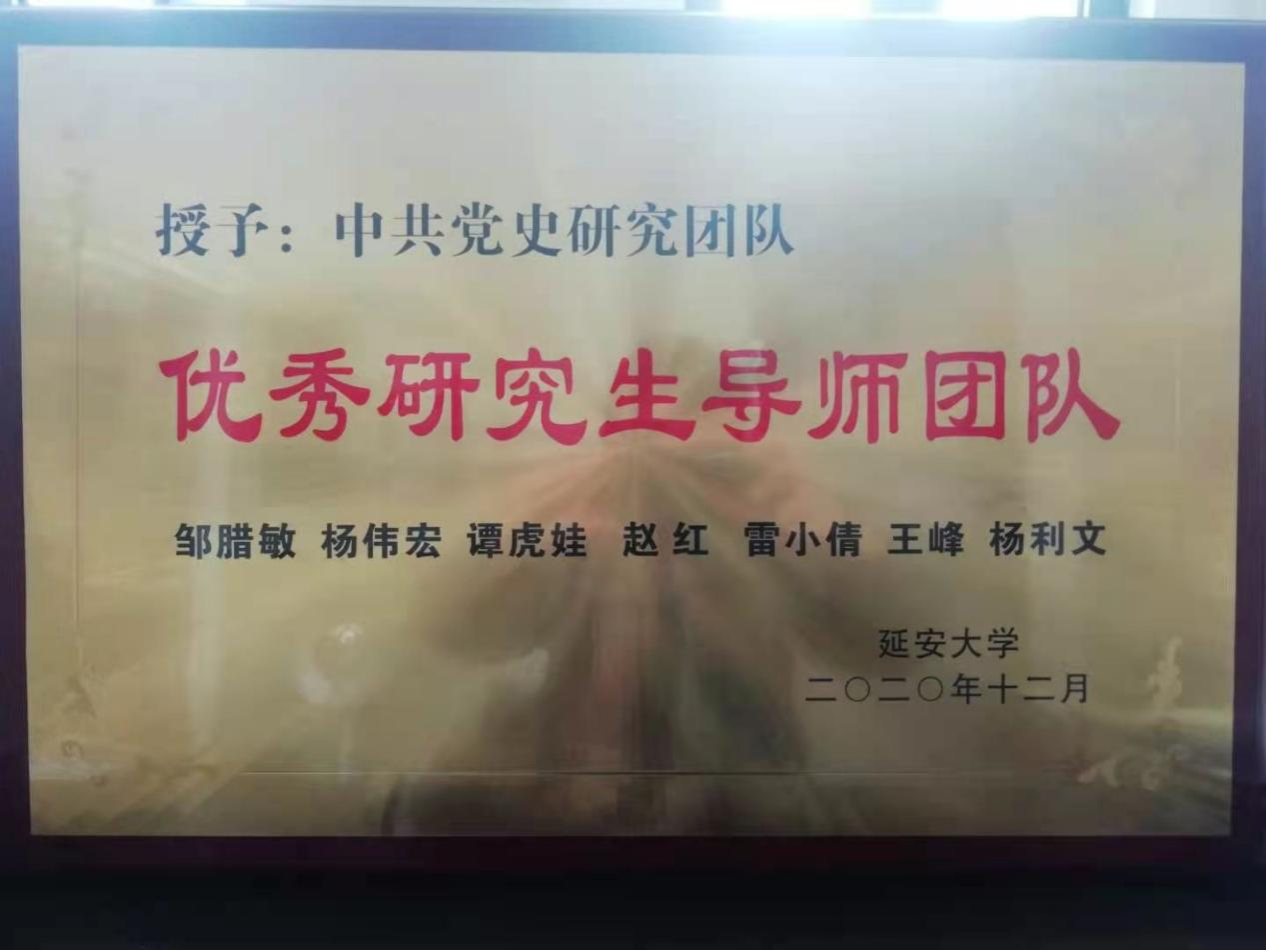 授予：中共党史研究团队
优秀研究生导师团队
邹腊敏 杨伟宏 谭虎娃 赵红 雷小倩 王峰 杨利文
延安大学
二〇二〇年十二月